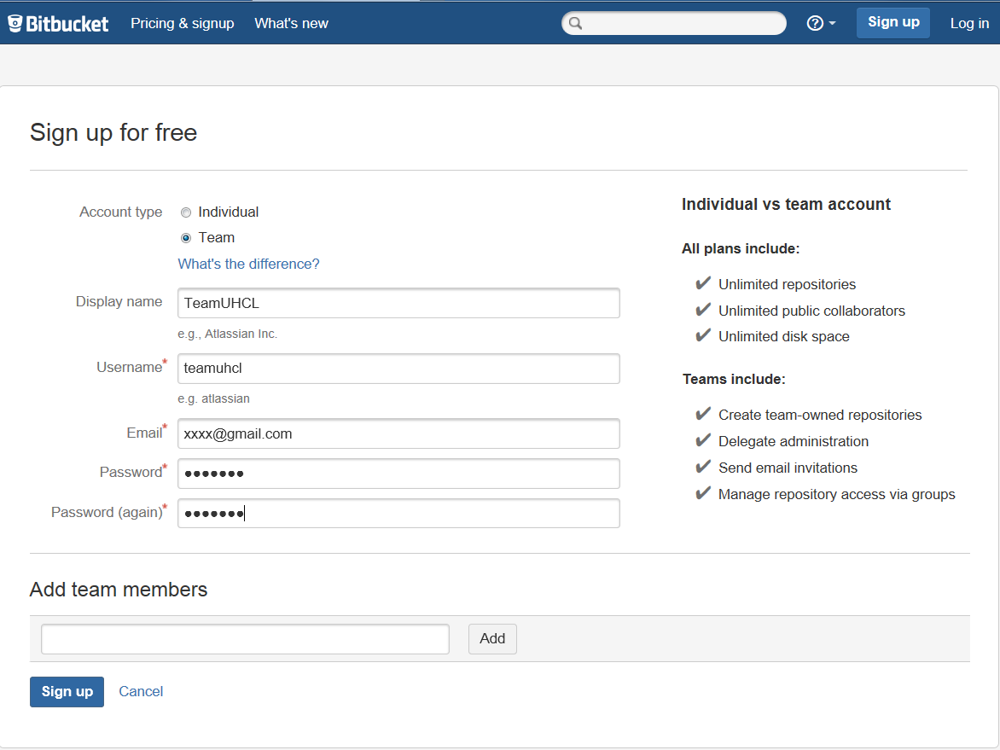 Bitbucket Pricing & signup What's new ? Sign up Log in
Sign up for free
Account type Individual
Team
What's the difference?
Display name TeamUHCL
e.g., Atlassian Inc.
Username* teamuhcl
e.g. atlassian
Email* xxxx@gmail.com
Password* ●●●●●●●
Password (again)* ●●●●●●●
Individual vs team account
All plans include:
✔ Unlimited repositories
✔ Unlimited public collaborators
✔ Unlimited disk space
Teams include:
✔ Create team-owned repositories
✔ Delegate administration
✔ Send email invitations
✔ Manage repository access via groups
Add team members
Add
Sign up Cancel